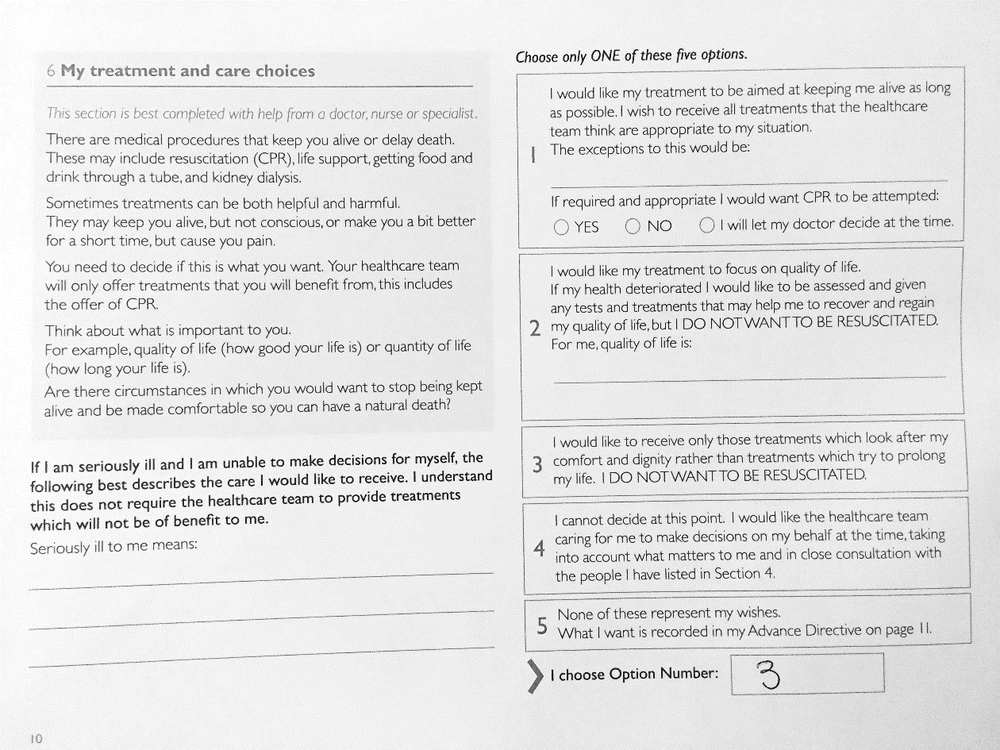 6 My treatment and care choices
This section is best completed with help from a doctor, nurse or specialist.
There are medical procedures that keep you alive or delay death.
These may include resuscitation (CPR), life support, getting food and
drink through a tube, and kidney dialysis.
Sometimes treatments can be both helpful and harmful.
They may keep you alive, but not conscious, or make you a bit better
for a short time, but cause you pain.
You need to decide if this is what you want. Your healthcare team
will only offer treatments that you will benefit from, this includes
the offer of CPR.
Think about what is important to you.
For example, quality of life (how good your life is) or quantity of life
(how long your life is).
Are there circumstances in which you would want to stop being kept
alive and be made comfortable so you can have a natural death?
If I am seriously ill and I am unable to make decisions for myself, the
following best describes the care I would like to receive. I understand
this does not require the healthcare team to provide treatments
which will not be of benefit to me.
Seriously ill to me means:
10
Choose only ONE of these five options.
1
I would like my treatment to be aimed at keeping me alive as long
as possible. I wish to receive all treatments that the healthcare
team think are appropriate to my situation.
The exceptions to this would be:
If required and appropriate I would want CPR to be attempted:
YES NO I will let my doctor decide at the time.
2
I would like my treatment to focus on quality of life.
If my health deteriorated I would like to be assessed and given
any tests and treatments that may help me to recover and regain
my quality of life, but I DO NOT WANT TO BE RESUSCITATED.
For me, quality of life is:
3
I would like to receive only those treatments which look after my
comfort and dignity rather than treatments which try to prolong
my life. I DO NOT WANT TO BE RESUSCITATED.
4
I cannot decide at this point. I would like the healthcare team
caring for me to make decisions on my behalf at the time, taking
into account what matters to me and in close consultation with
the people I have listed in Section 4.
5
None of these represent my wishes.
What I want is recorded in my Advance Directive on page 11.
I choose Option Number: 3